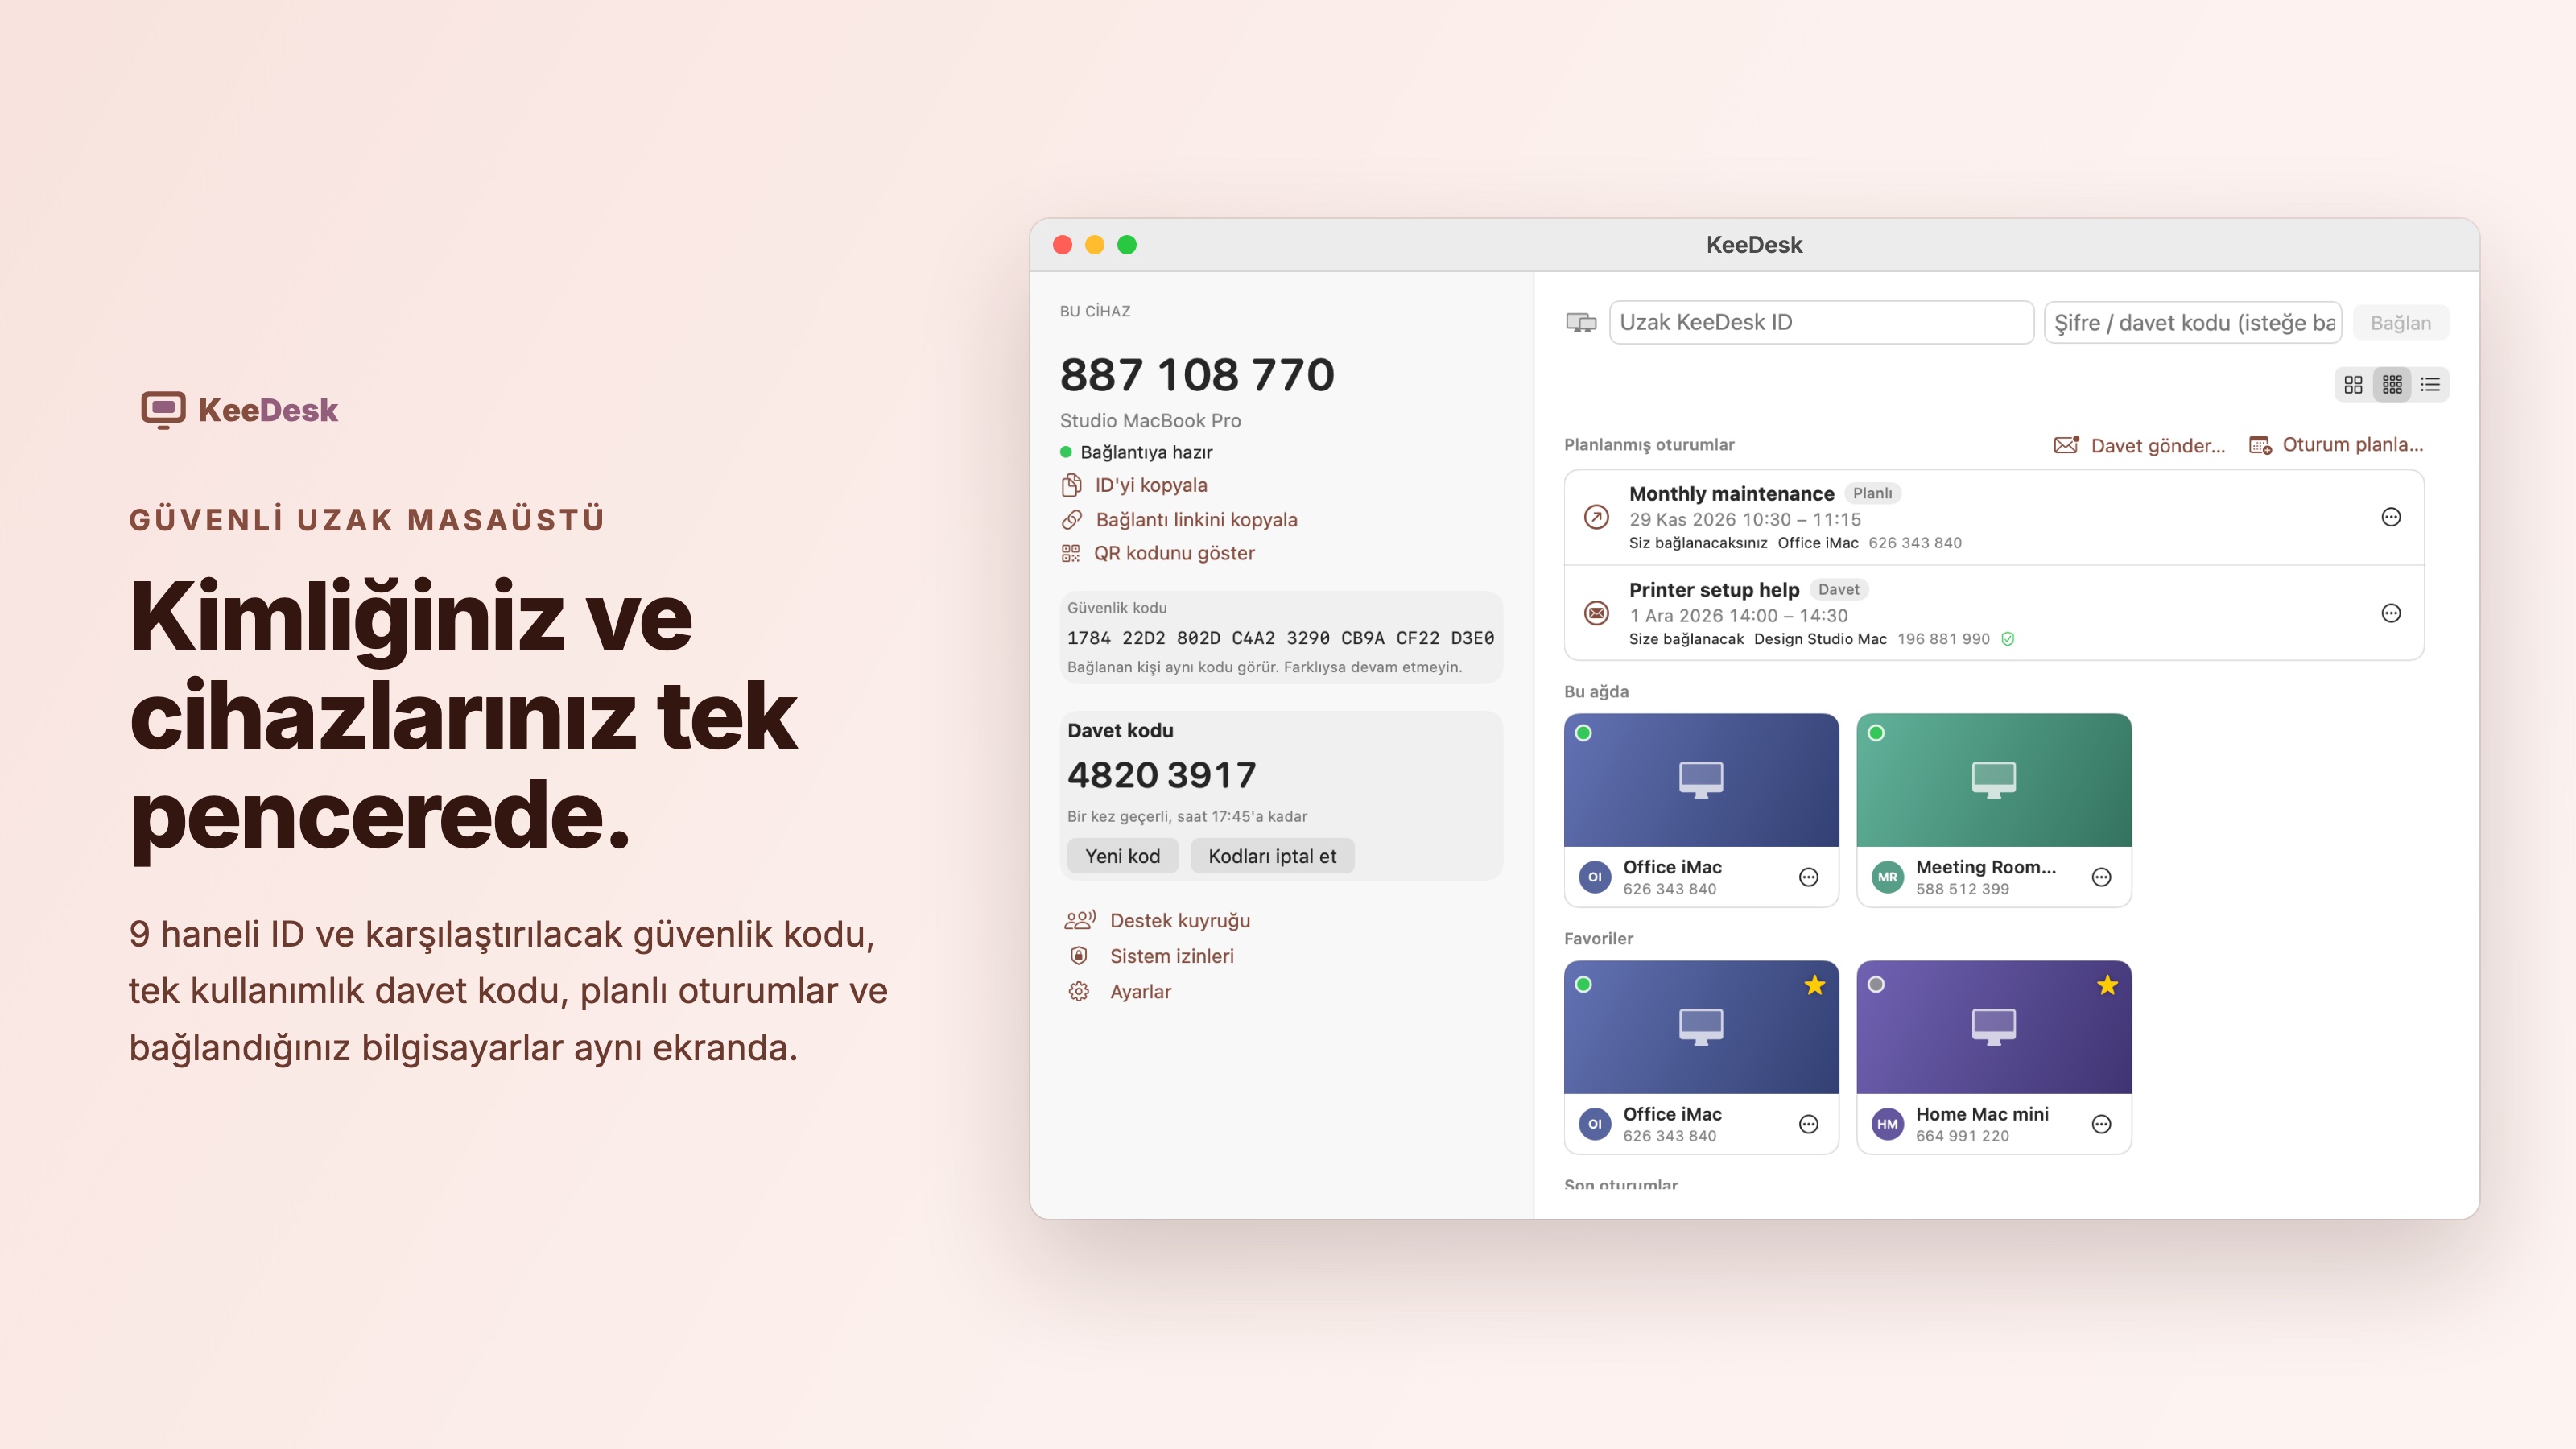 KeeDesk
GÜVENLİ UZAK MASAÜSTÜ
Kimliğiniz ve
cihazlarınız tek
pencerede.
9 haneli ID ve karşılaştırılacak güvenlik kodu,
tek kullanımlık davet kodu, planlı oturumlar ve
bağlandığınız bilgisayarlar aynı ekranda.
KeeDesk
BU CİHAZ
887 108 770
Studio MacBook Pro
Bağlantıya hazır
ID'yi kopyala
Bağlantı linkini kopyala
QR kodunu göster
Güvenlik kodu
1784 22D2 802D C4A2 3290 CB9A CF22 D3E0
Bağlanan kişi aynı kodu görür. Farklıysa devam etmeyin.
Davet kodu
4820 3917
Bir kez geçerli, saat 17:45'a kadar
Yeni kod Kodları iptal et
Destek kuyruğu
Sistem izinleri
Ayarlar
Uzak KeeDesk ID Şifre / davet kodu (isteğe ba Bağlan
Planlanmış oturumlar Davet gönder... Oturum planla...
Monthly maintenance Planlı
29 Kas 2026 10:30 – 11:15
Siz bağlanacaksınız Office iMac 626 343 840
Printer setup help Davet
1 Ara 2026 14:00 – 14:30
Size bağlanacak Design Studio Mac 196 881 990
Bu ağda
OI Office iMac
626 343 840
MR Meeting Room...
588 512 399
Favoriler
OI Office iMac
626 343 840
HM Home Mac mini
664 991 220
Son oturumlar